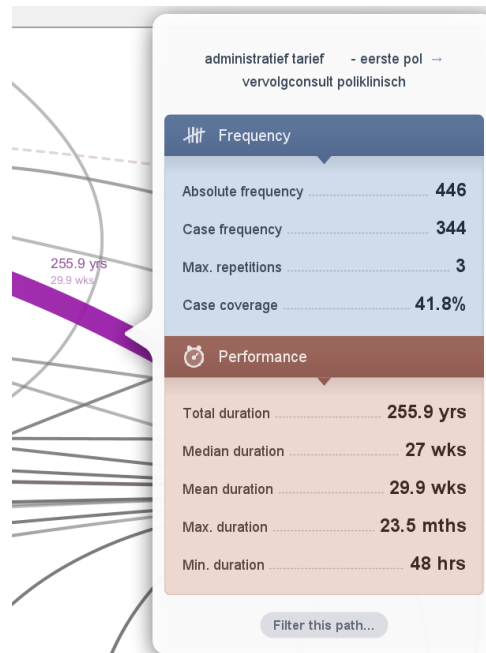 administratief tarief - eerste pol →
vervolgconsult poliklinisch
Frequency
Absolute frequency 446
Case frequency 344
Max. repetitions 3
Case coverage 41.8%
255.9 yrs
29.9 wks
Performance
Total duration 255.9 yrs
Median duration 27 wks
Mean duration 29.9 wks
Max. duration 23.5 mths
Min. duration 48 hrs
Filter this path...